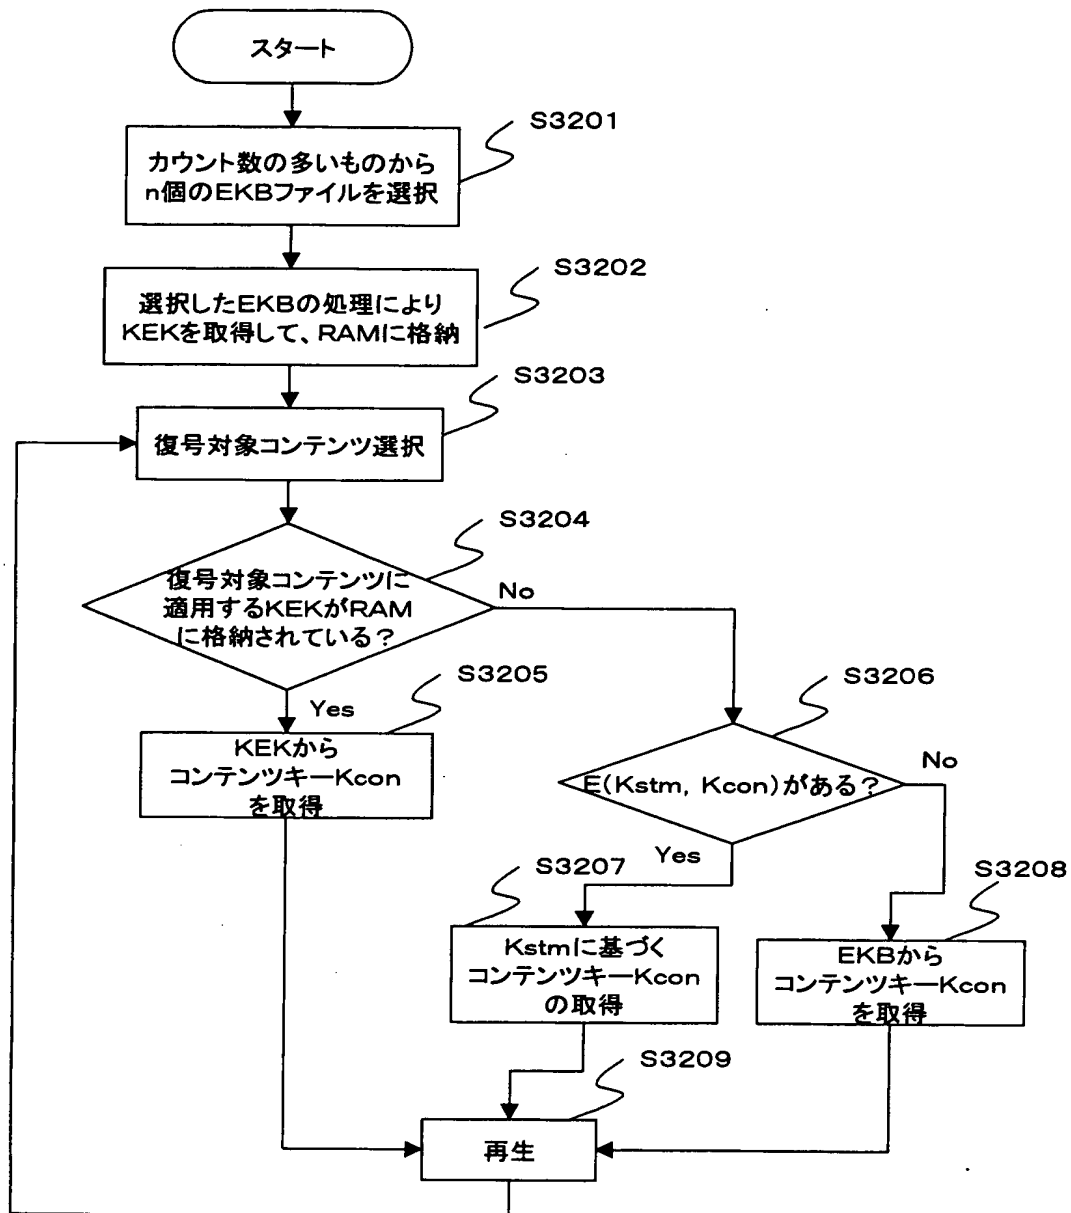 スタート
S3201
カウント数の多いものから
n個のEKBファイルを選択
S3202
選択したEKBの処理により
KEKを取得して、RAMに格納
S3203
復号対象コンテンツ選択
S3204
復号対象コンテンツに
適用するKEKがRAM
に格納されている？
No
S3205
Yes
KEKから
コンテンツキーKcon
を取得
S3206
E(Kstm, Kcon)がある？
No
Yes
S3207
Kstmに基づく
コンテンツキーKcon
の取得
S3208
EKBから
コンテンツキーKcon
を取得
S3209
再生